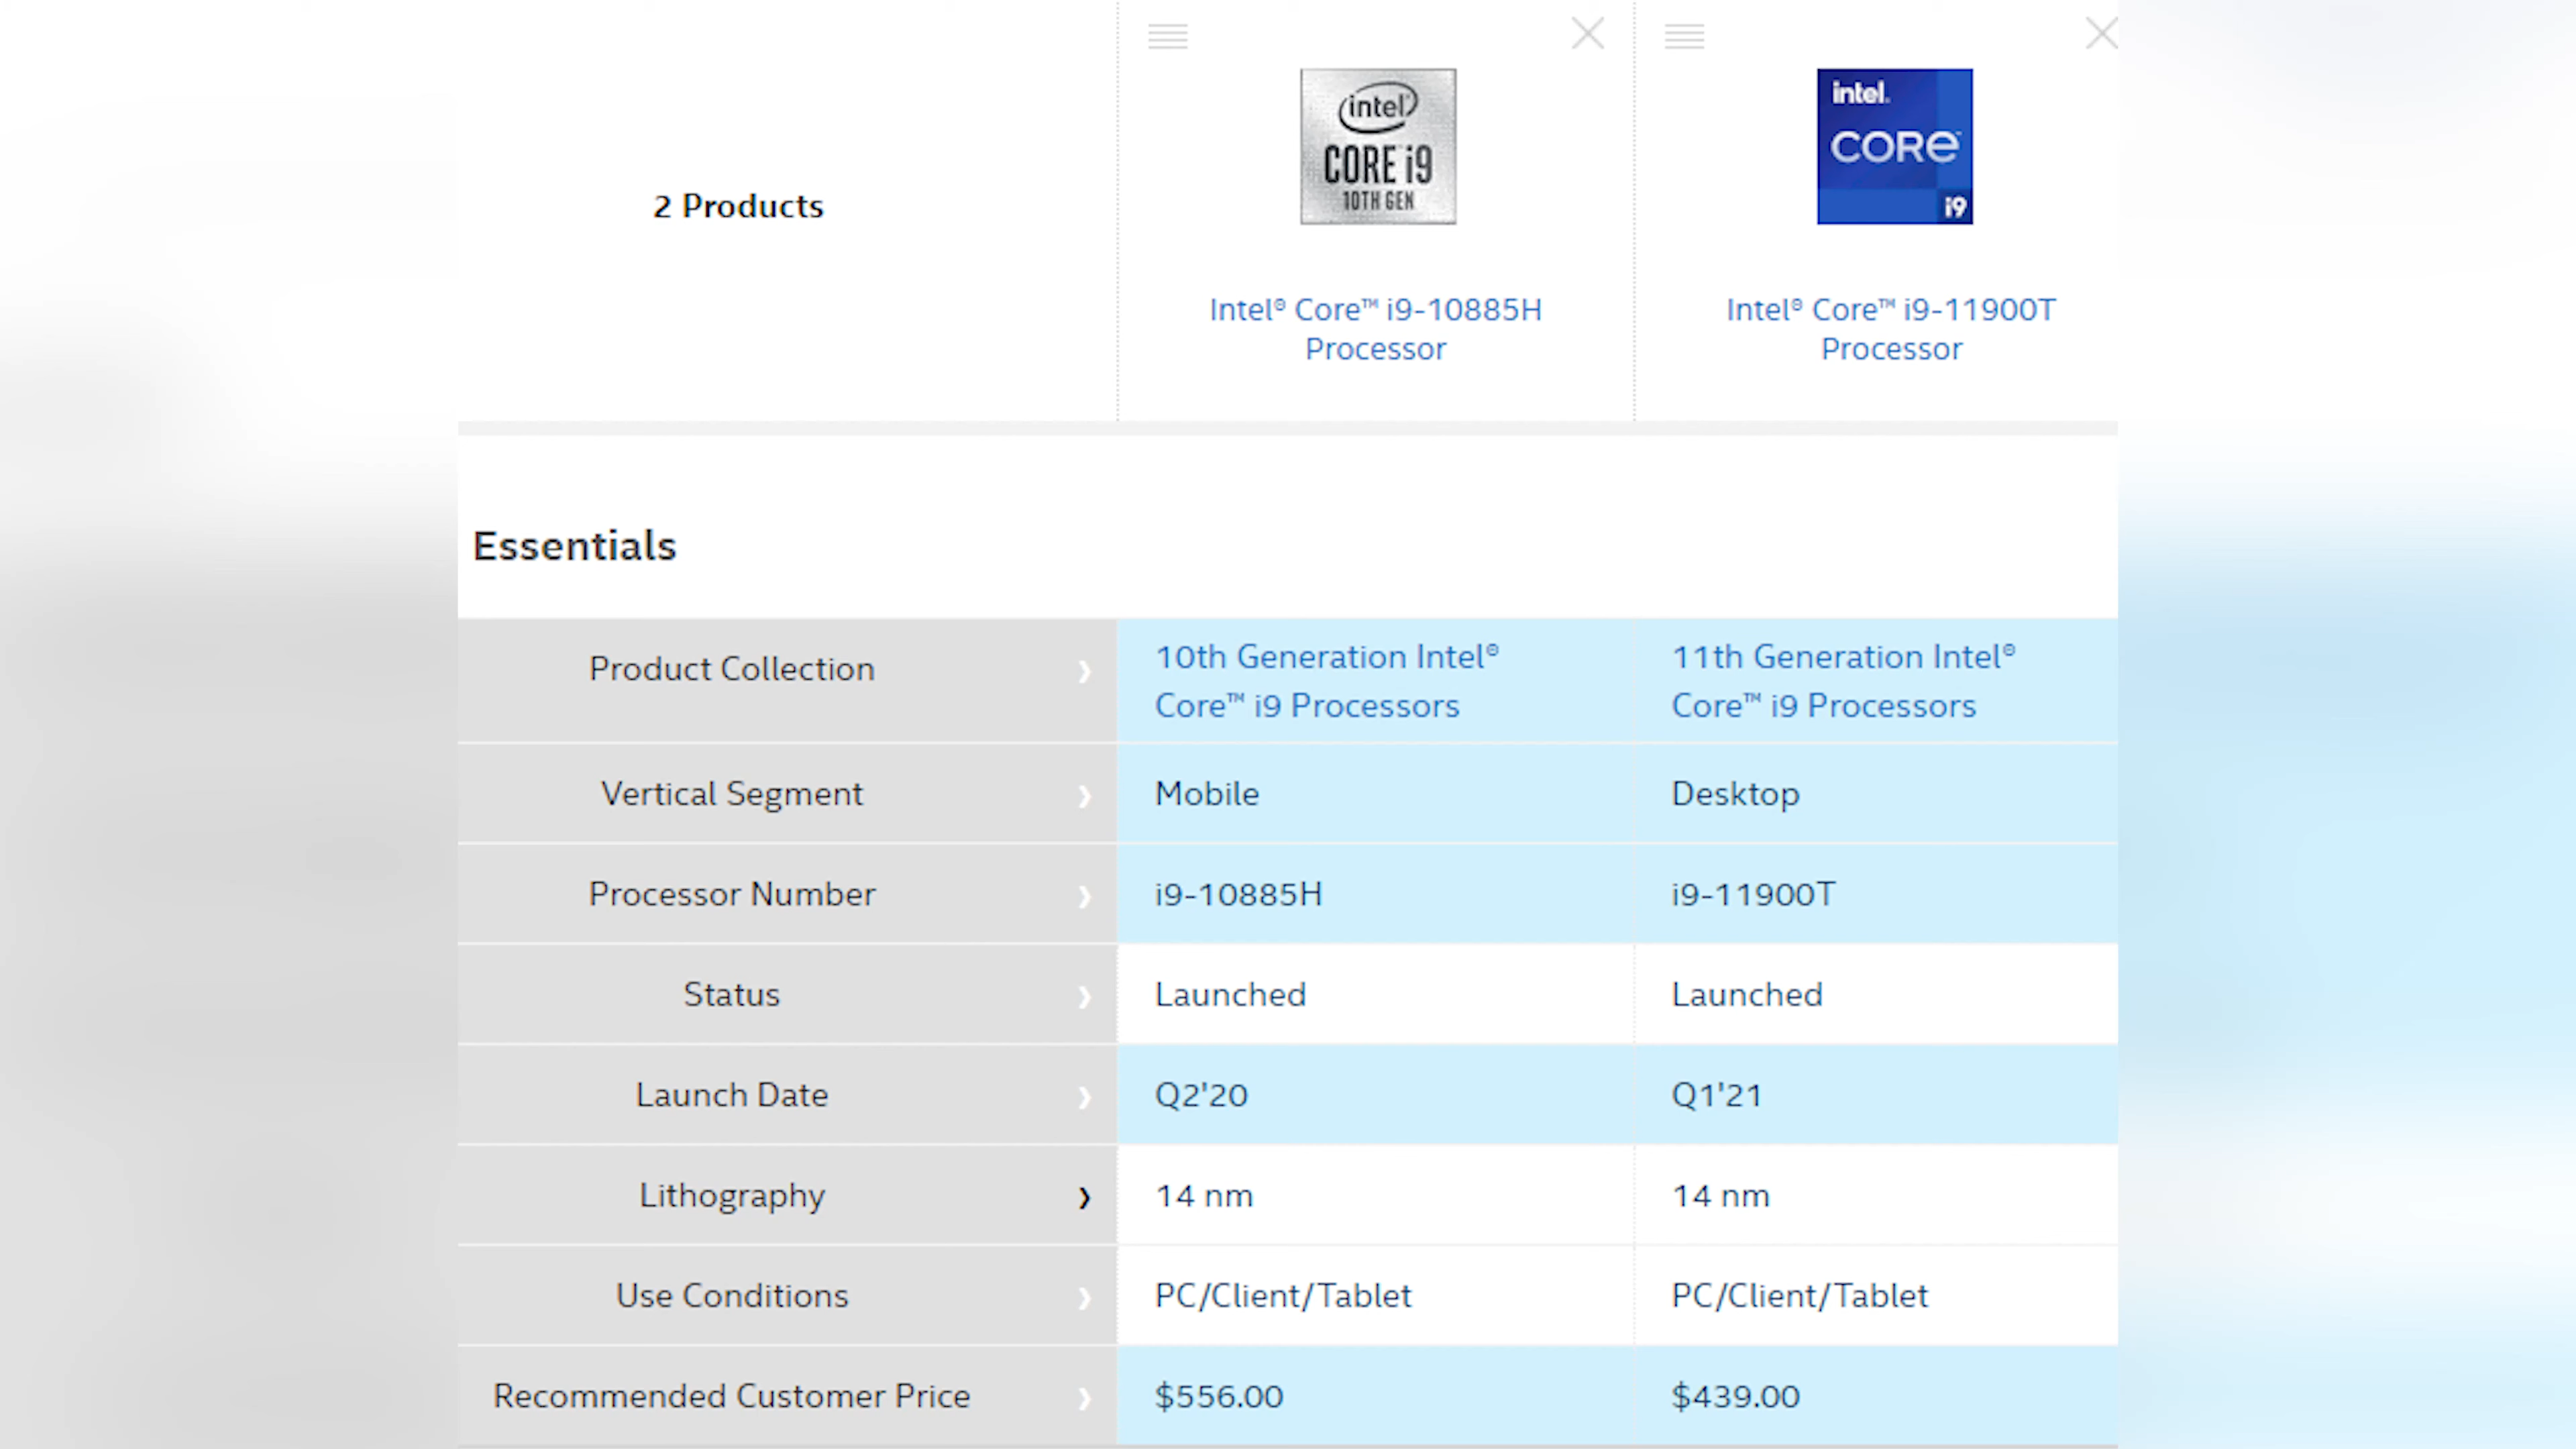 2 Products
intel®
CORE i9
10TH GEN
intel.
CORE™
i9
Intel® Core™ i9-10885H
Processor
Intel® Core™ i9-11900T
Processor
Essentials
Product Collection
10th Generation Intel®
Core™ i9 Processors
11th Generation Intel®
Core™ i9 Processors
Vertical Segment
Mobile
Desktop
Processor Number
i9-10885H
i9-11900T
Status
Launched
Launched
Launch Date
Q2'20
Q1'21
Lithography
14 nm
14 nm
Use Conditions
PC/Client/Tablet
PC/Client/Tablet
Recommended Customer Price
$556.00
$439.00